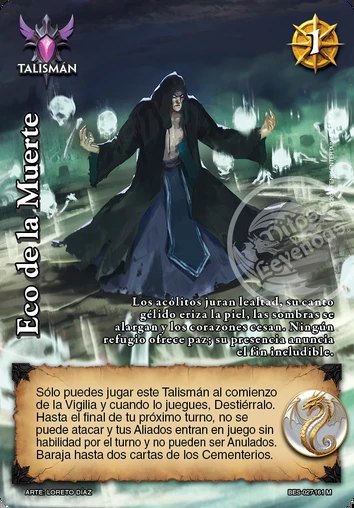 TALISMÁN
1
Eco de la Muerte
Los acólitos juran lealtad, su canto
gélido eriza la piel, las sombras se
alargan y los corazones cesan. Ningún
refugio ofrece paz; su presencia anuncia
el fin ineludible.
Sólo puedes jugar este Talismán al comienzo
de la Vigilia y cuando lo juegues, Destiérralo.
Hasta el final de tu próximo turno, no se
puede atacar y tus Aliados entran en juego sin
habilidad por el turno y no pueden ser Anulados.
Baraja hasta dos cartas de los Cementerios.
ARTE: LORETO DÍAZ
BES-027-161 M